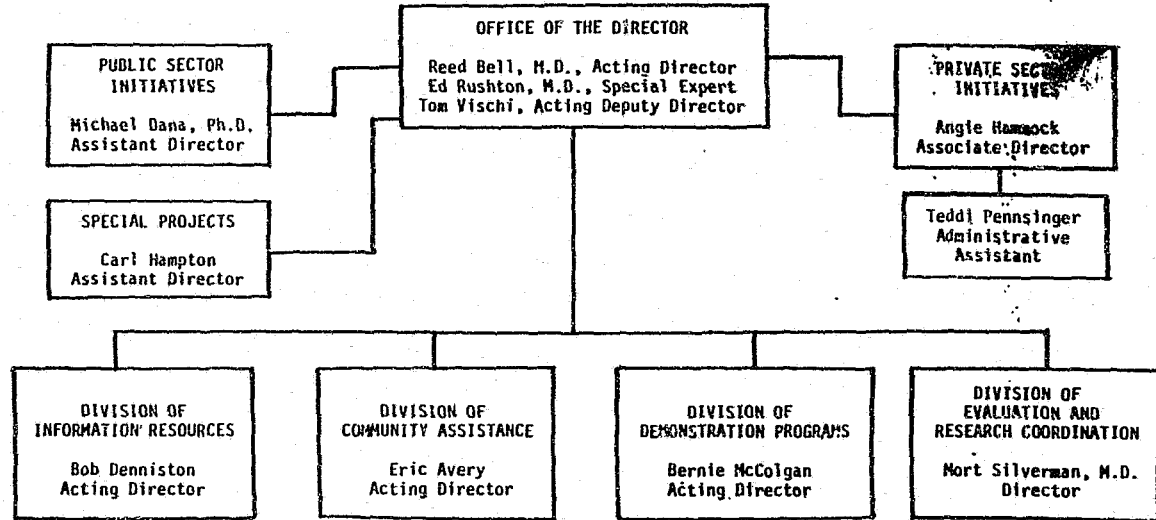 OFFICE OF THE DIRECTOR
Reed Bell, M.D., Acting Director
Ed Rushton, M.D., Special Expert
Tom Vischi, Acting Deputy Director
PUBLIC SECTOR
INITIATIVES
Michael Dana, Ph.D.
Assistant Director
PRIVATE SECTOR
INITIATIVES
Angie Hammock
Associate Director
SPECIAL PROJECTS
Carl Hampton
Assistant Director
Teddi Pennsinger
Administrative
Assistant
DIVISION OF
INFORMATION RESOURCES
Bob Denniston
Acting Director
DIVISION OF
COMMUNITY ASSISTANCE
Eric Avery
Acting Director
DIVISION OF
DEMONSTRATION PROGRAMS
Bernie McColgan
Acting Director
DIVISION OF
EVALUATION AND
RESEARCH COORDINATION
Mort Silverman, M.D.
Director